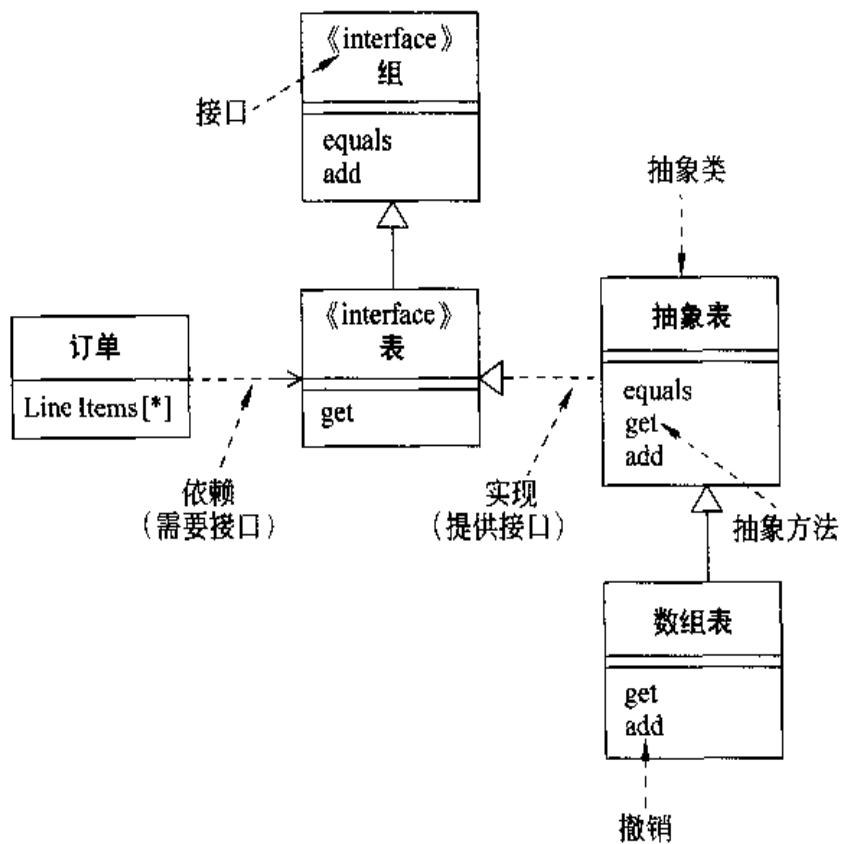 《interface》
组
接口
equals
add
抽象类
《interface》
表
get
订单
Line Items[*]
抽象表
equals
get
add
依赖
(需要接口)
实现
(提供接口)
抽象方法
数组表
get
add
撤销